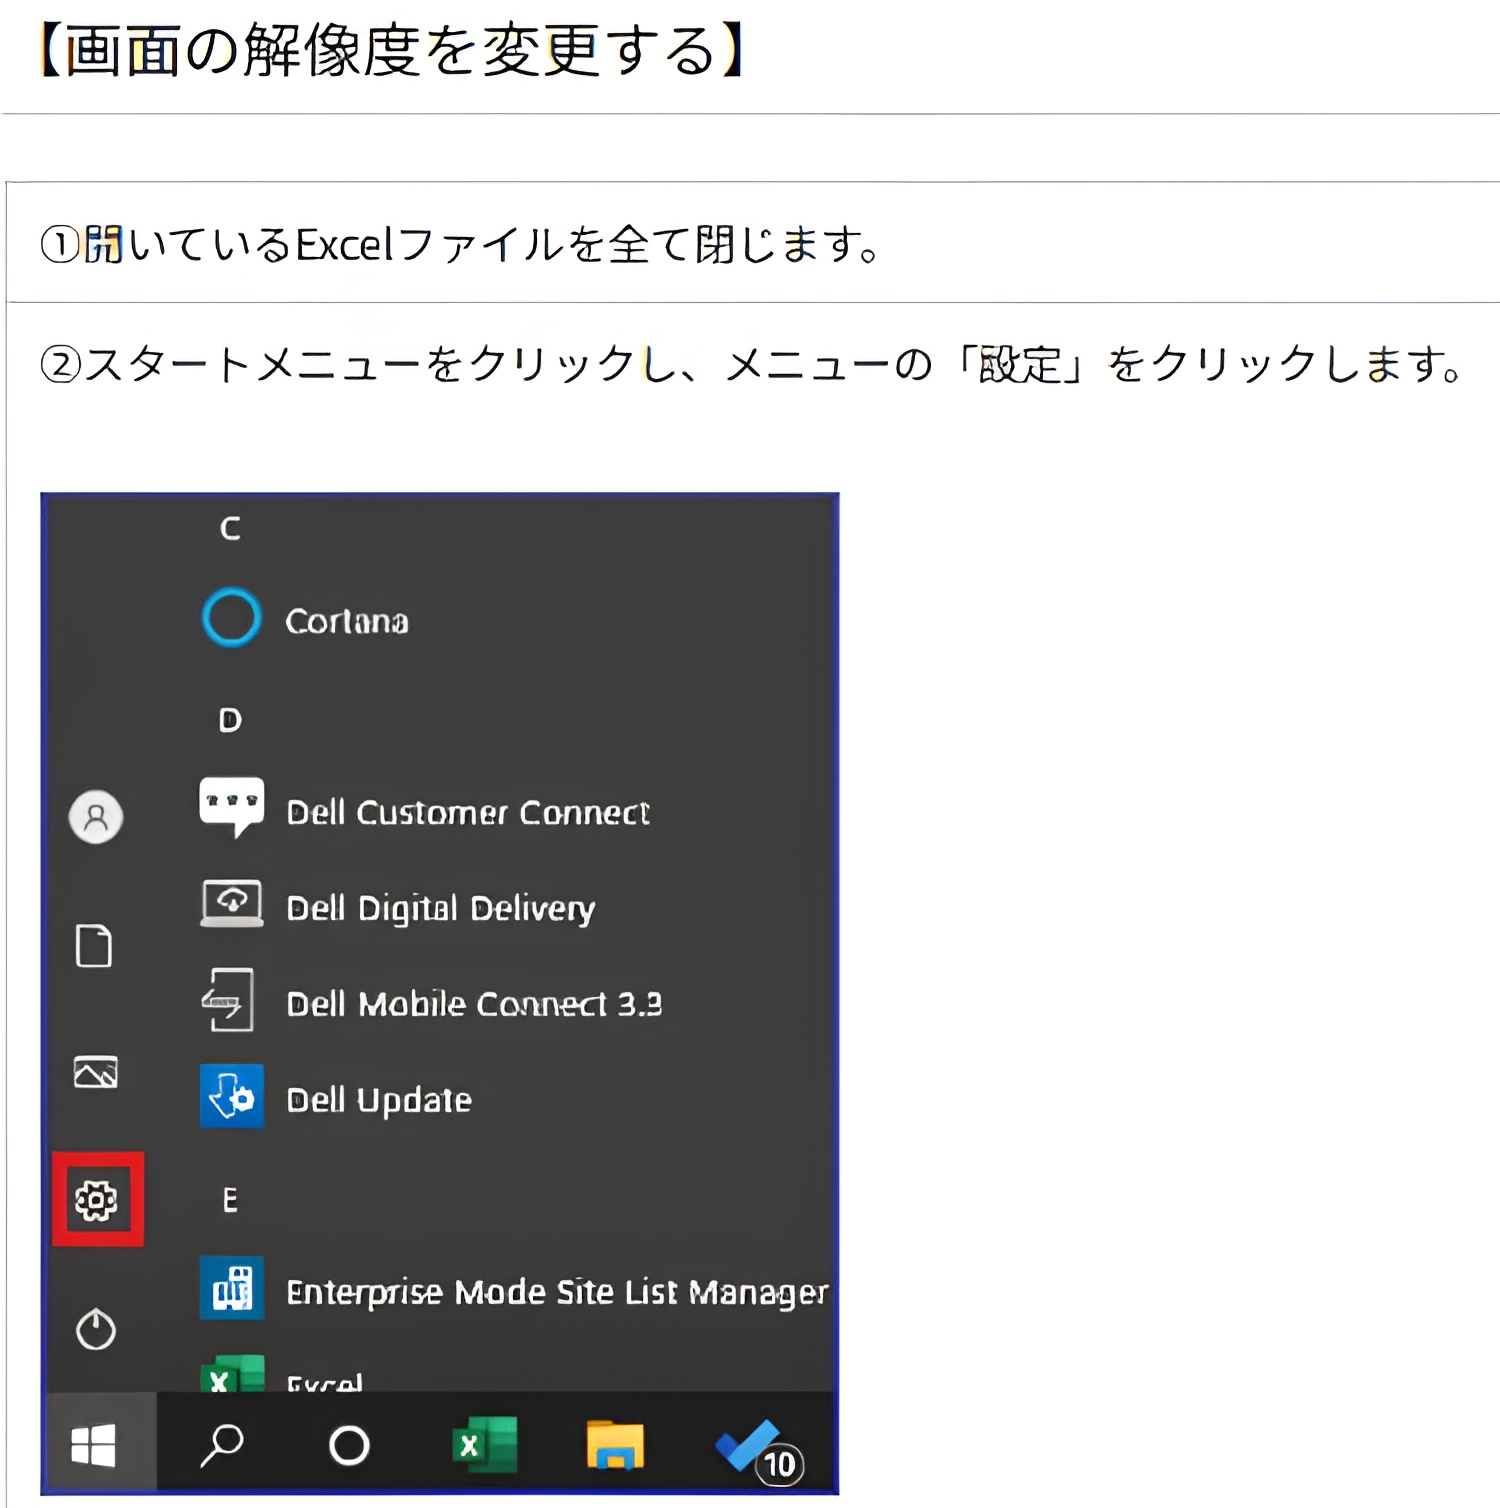 【画面の解像度を変更する】
①開いているExcelファイルを全て閉じます。
②スタートメニューをクリックし、メニューの「設定」をクリックします。
C
Cortana
D
Dell Customer Connect
Dell Digital Delivery
Dell Mobile Connect 3.3
Dell Update
E
Enterprise Mode Site List Manager
Excel
10